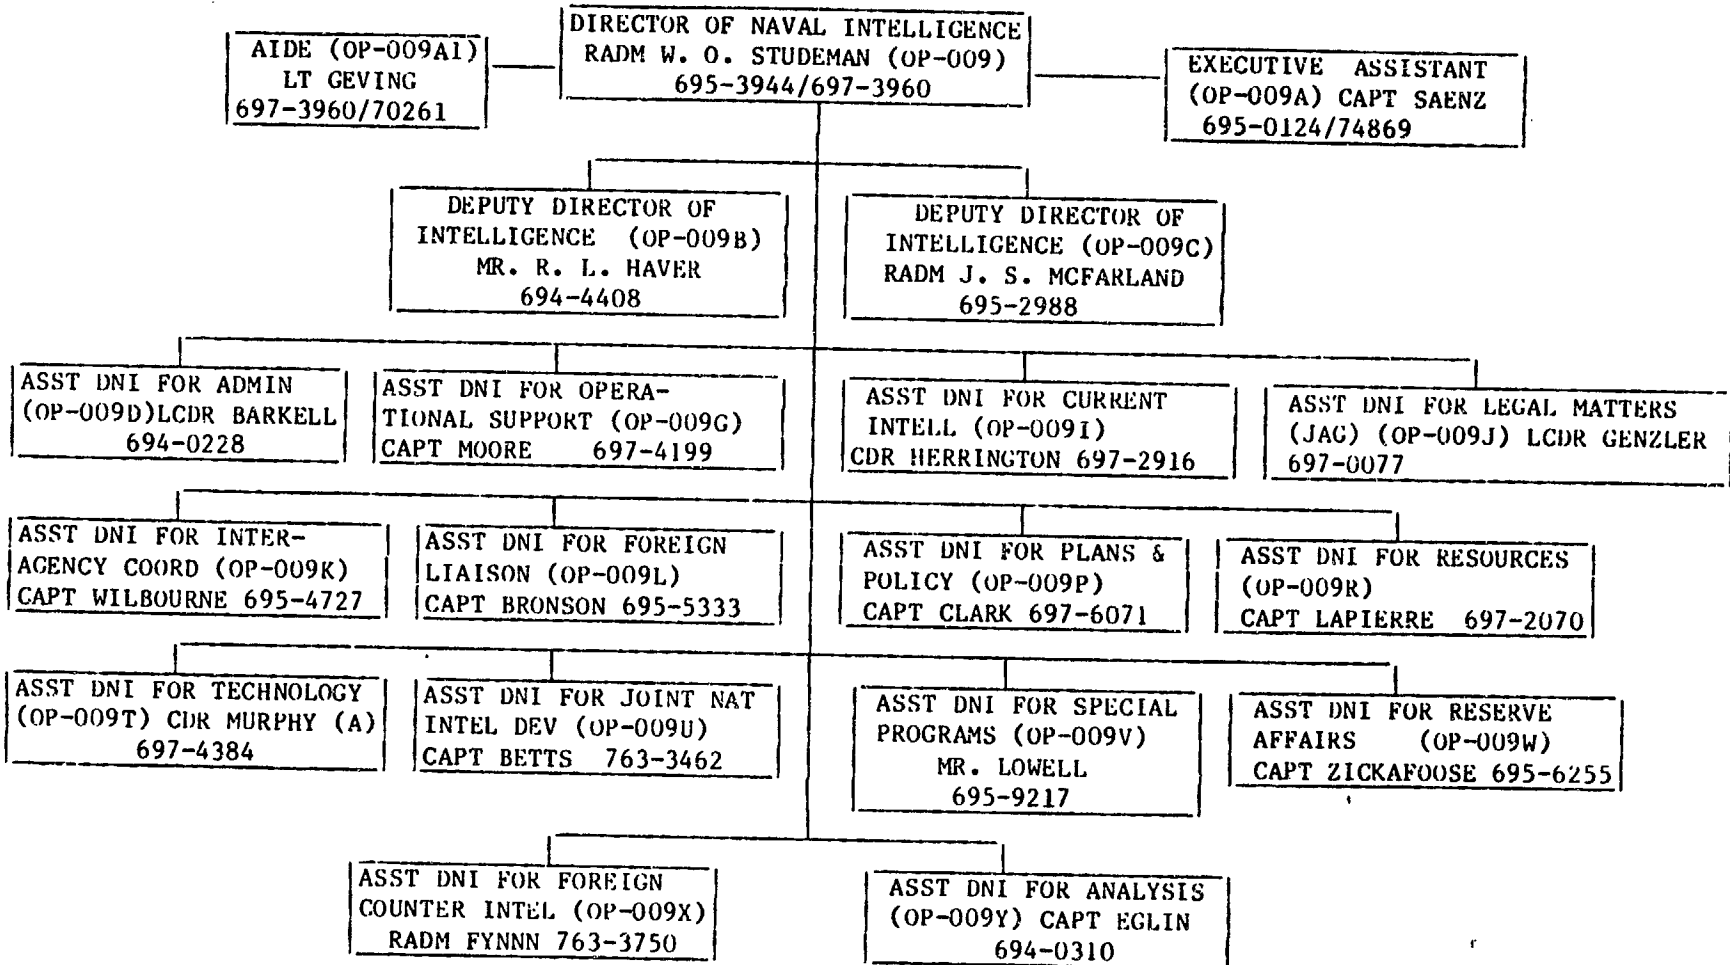 DIRECTOR OF NAVAL INTELLIGENCE
RADM W. O. STUDEMAN (OP-009)
695-3944/697-3960
AIDE (OP-009A1)
LT GEVING
697-3960/70261
EXECUTIVE ASSISTANT
(OP-009A) CAPT SAENZ
695-0124/74869
DEPUTY DIRECTOR OF
INTELLIGENCE (OP-009B)
MR. R. L. HAVER
694-4408
DEPUTY DIRECTOR OF
INTELLIGENCE (OP-009C)
RADM J. S. MCFARLAND
695-2988
ASST DNI FOR ADMIN
(OP-009D)LCDR BARKELL
694-0228
ASST DNI FOR OPERA-
TIONAL SUPPORT (OP-009G)
CAPT MOORE 697-4199
ASST DNI FOR CURRENT
INTELL (OP-009I)
CDR HERRINGTON 697-2916
ASST DNI FOR LEGAL MATTERS
(JAG) (OP-009J) LCDR GENZLER
697-0077
ASST DNI FOR INTER-
AGENCY COORD (OP-009K)
CAPT WILBOURNE 695-4727
ASST DNI FOR FOREIGN
LIAISON (OP-009L)
CAPT BRONSON 695-5333
ASST DNI FOR PLANS &
POLICY (OP-009P)
CAPT CLARK 697-6071
ASST DNI FOR RESOURCES
(OP-009R)
CAPT LAPIERRE 697-2070
ASST DNI FOR TECHNOLOGY
(OP-009T) CDR MURPHY (A)
697-4384
ASST DNI FOR JOINT NAT
INTEL DEV (OP-009U)
CAPT BETTS 763-3462
ASST DNI FOR SPECIAL
PROGRAMS (OP-009V)
MR. LOWELL
695-9217
ASST DNI FOR RESERVE
AFFAIRS (OP-009W)
CAPT ZICKAFOOSE 695-6255
ASST DNI FOR FOREIGN
COUNTER INTEL (OP-009X)
RADM FYNNN 763-3750
ASST DNI FOR ANALYSIS
(OP-009Y) CAPT EGLIN
694-0310